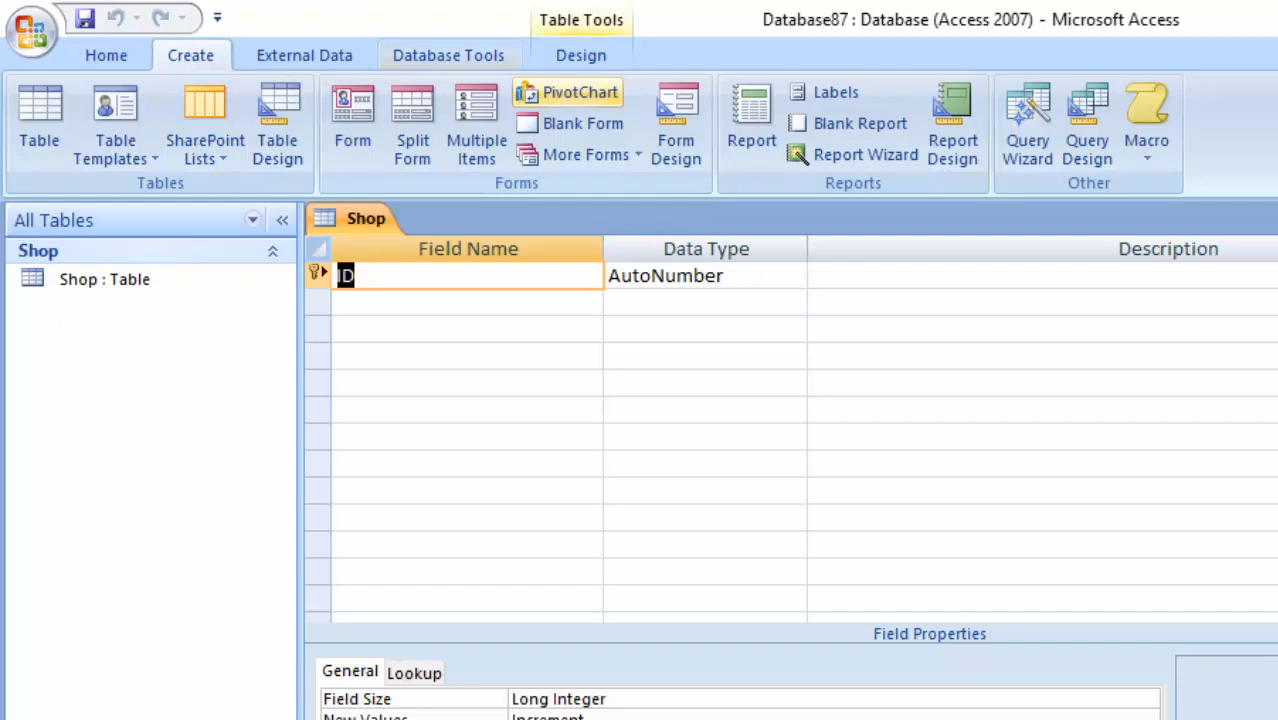 Table Tools
Database87 : Database (Access 2007) - Microsoft Access
Home
Create
External Data
Database Tools
Design
Table
Table Templates
SharePoint Lists
Table Design
Tables
Form
Split Form
Multiple Items
PivotChart
Blank Form
More Forms
Form Design
Forms
Report
Labels
Blank Report
Report Wizard
Report Design
Reports
Query Wizard
Query Design
Macro
Other
All Tables
Shop
Shop : Table
Shop
Field Name
Data Type
Description
ID
AutoNumber
Field Properties
General
Lookup
Field Size
Long Integer
New Values
Increment